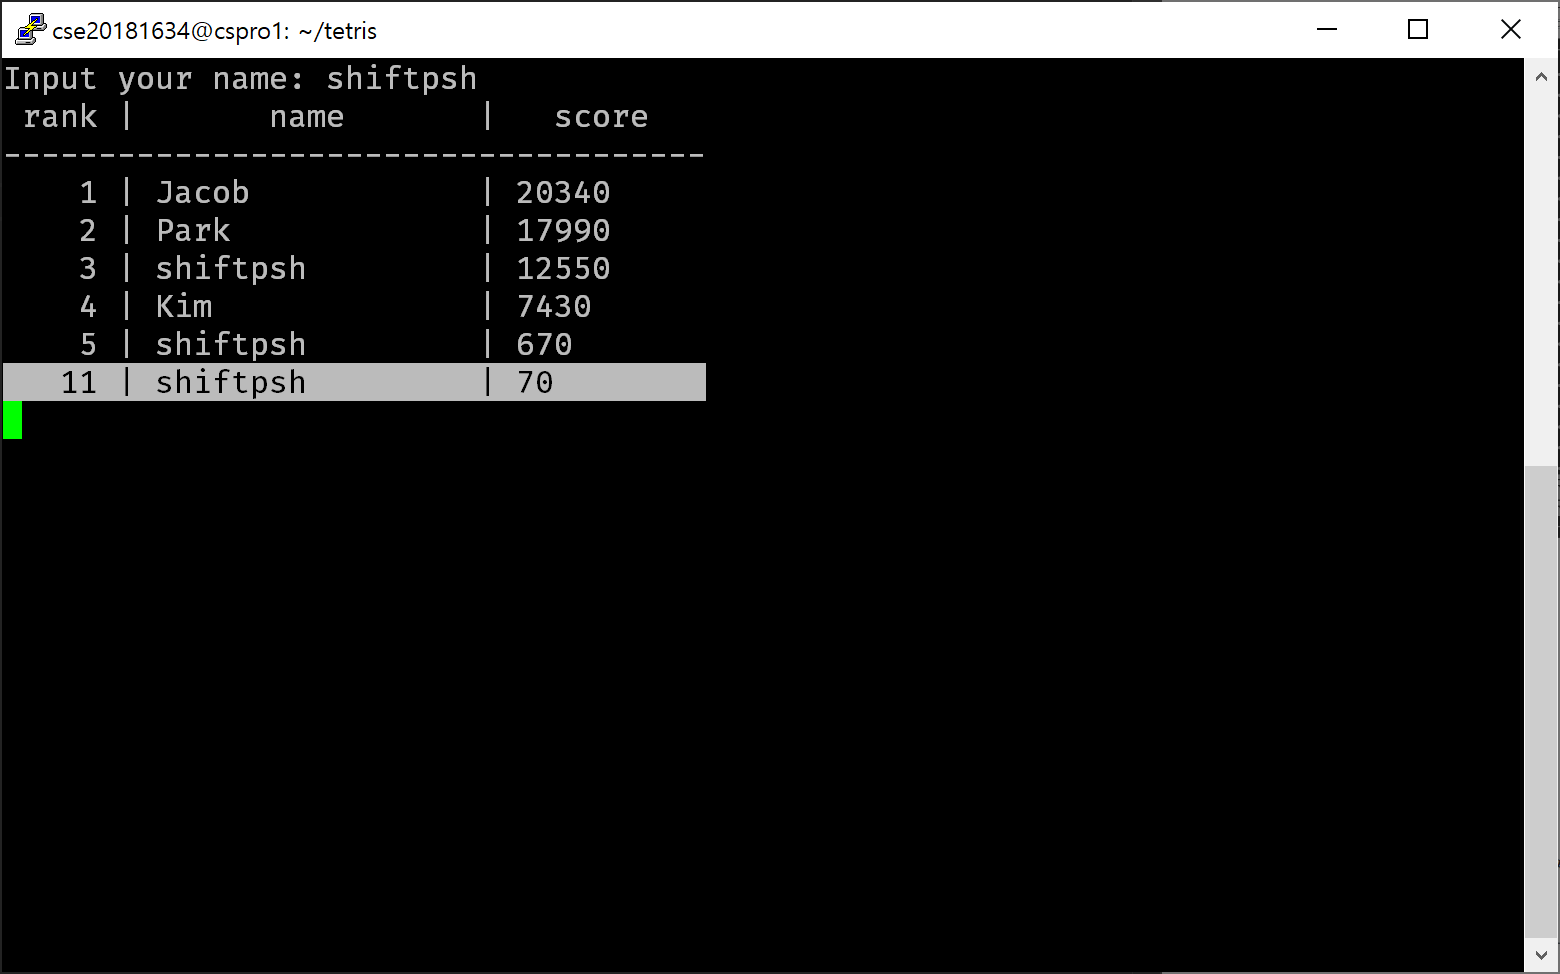 cse20181634@cspro1: ~/tetris
Input your name: shiftpsh
 rank |       name       |   score
-------------------------------------
    1 | Jacob            | 20340
    2 | Park             | 17990
    3 | shiftpsh         | 12550
    4 | Kim              | 7430
    5 | shiftpsh         | 670
   11 | shiftpsh         | 70